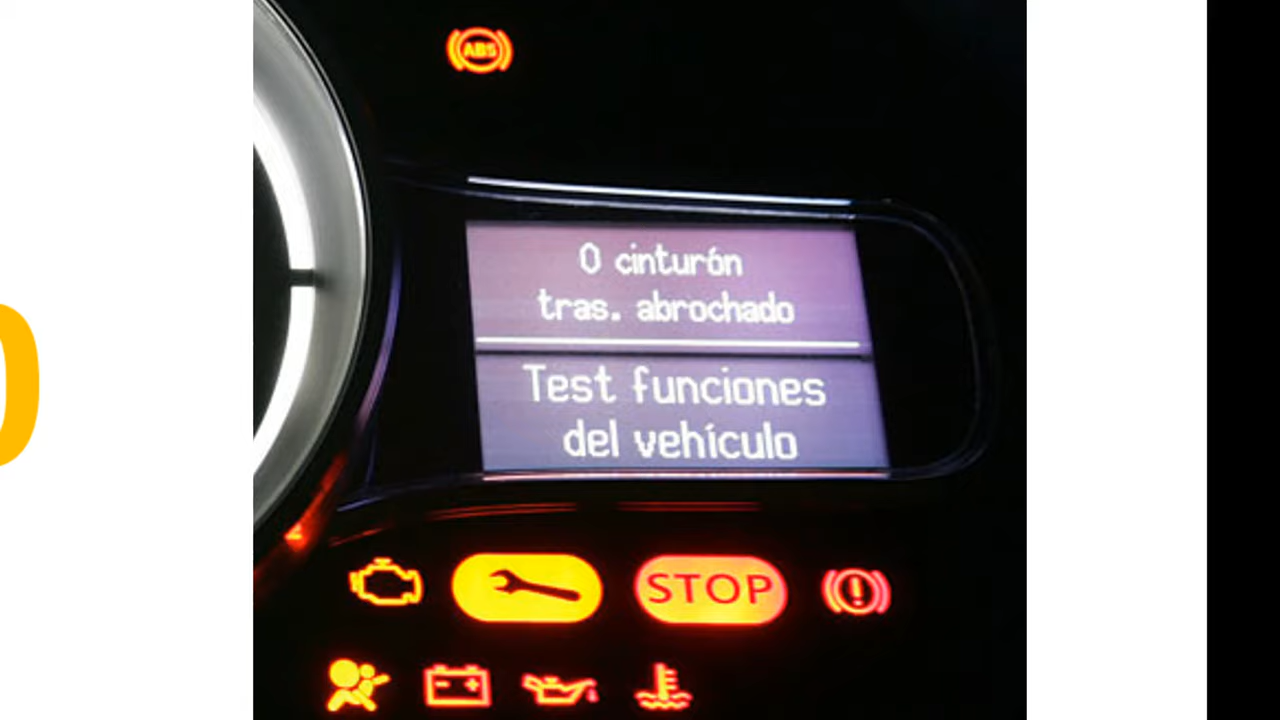 ABS
0 cinturón
tras. abrochado
Test funciones
del vehículo
STOP